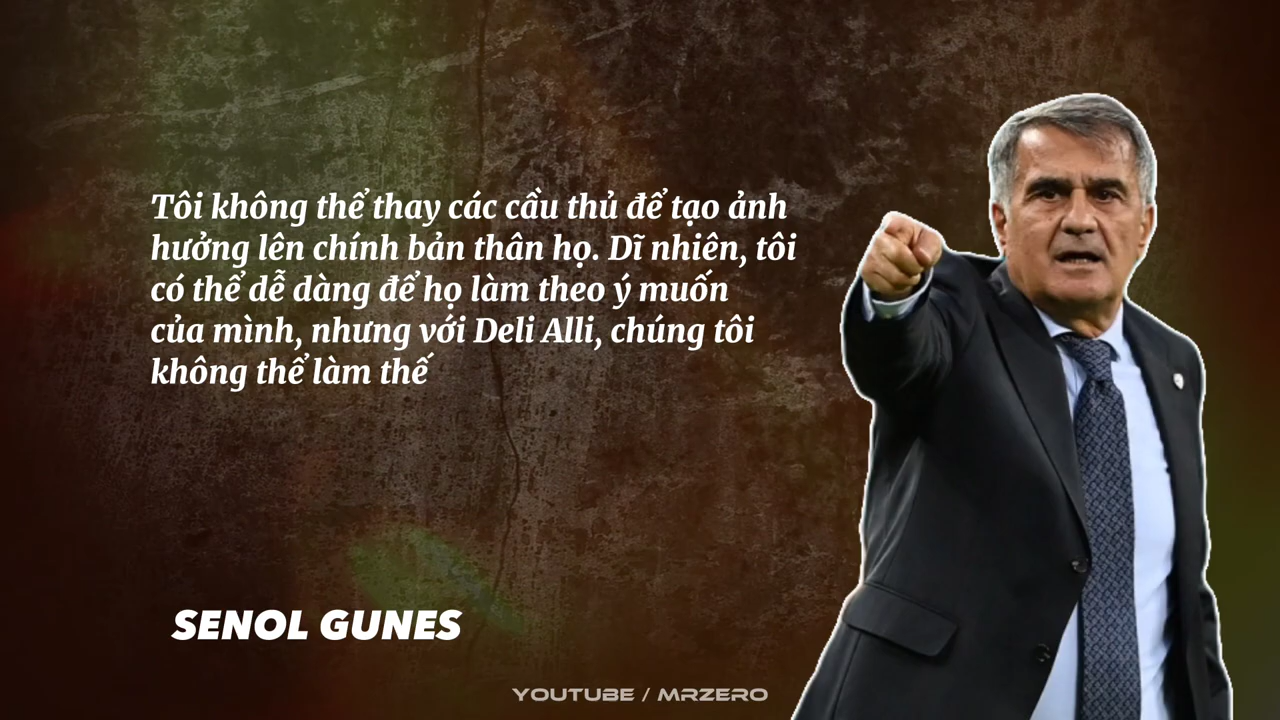 Tôi không thể thay các cầu thủ để tạo ảnh
hưởng lên chính bản thân họ. Dĩ nhiên, tôi
có thể dễ dàng để họ làm theo ý muốn
của mình, nhưng với Deli Alli, chúng tôi
không thể làm thế
SENOL GUNES
YOUTUBE / MRZERO